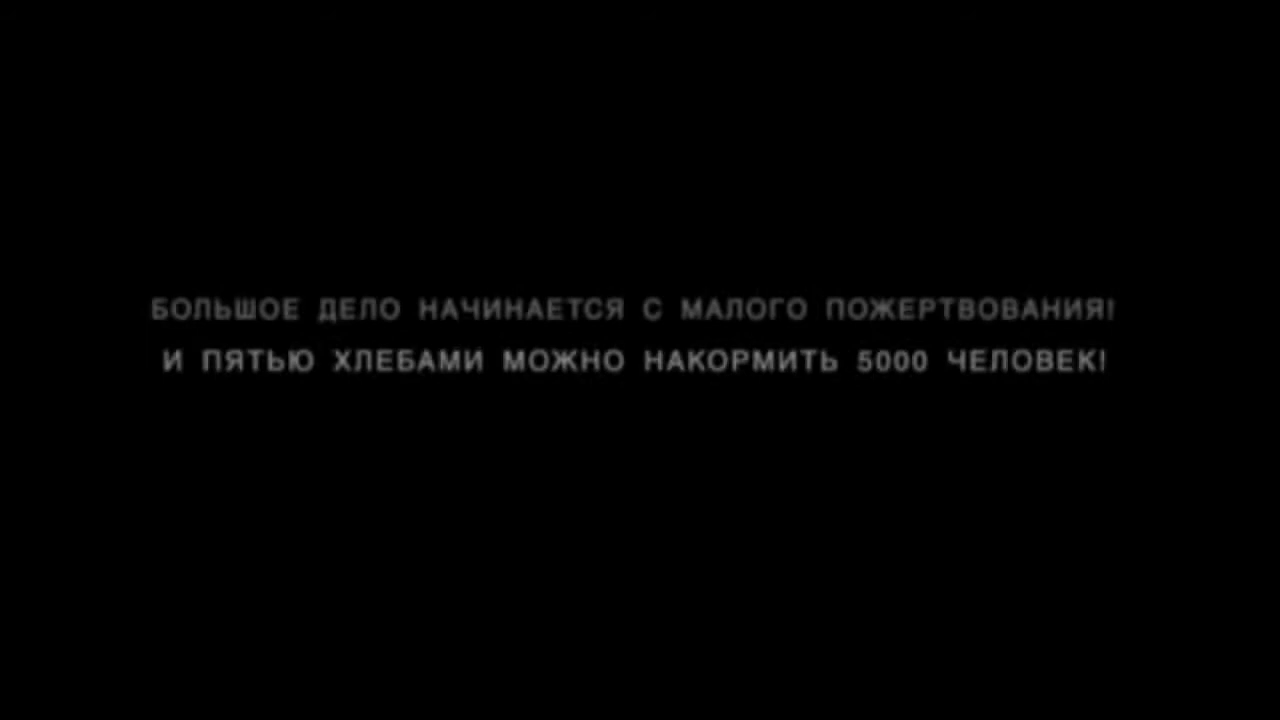 БОЛЬШОЕ ДЕЛО НАЧИНАЕТСЯ С МАЛОГО ПОЖЕРТВОВАНИЯ!
И ПЯТЬЮ ХЛЕБАМИ МОЖНО НАКОРМИТЬ 5000 ЧЕЛОВЕК!